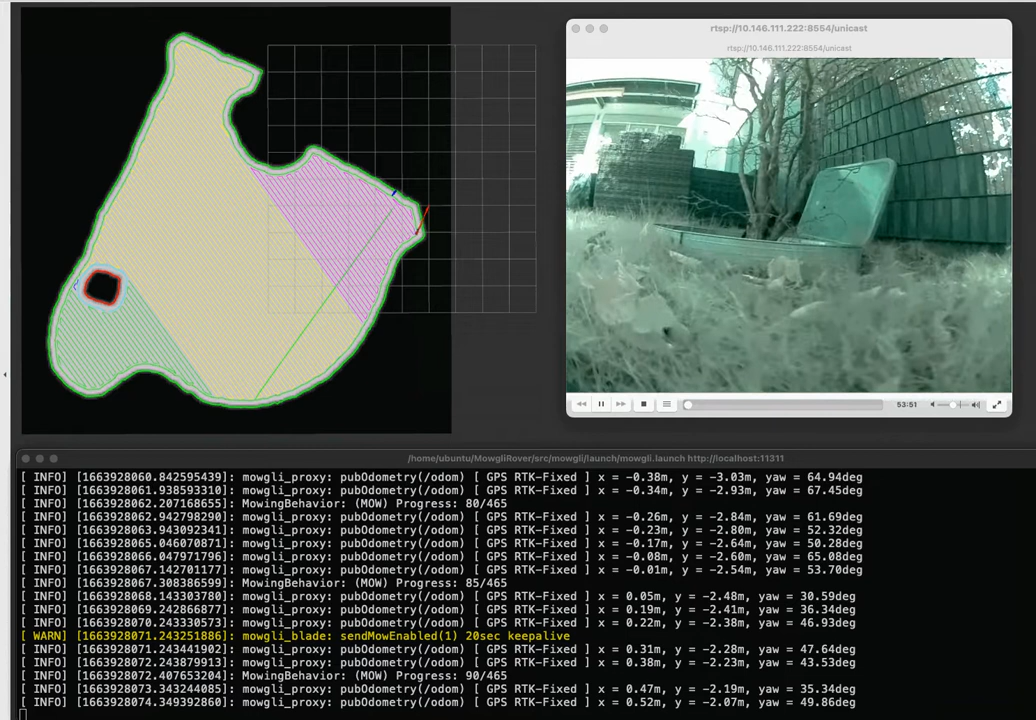 rtsp://10.146.111.222:8554/unicast
rtsp://10.146.111.222:8554/unicast
53:51
/home/ubuntu/MowgliRover/src/mowgli/launch/mowgli.launch http://localhost:11311
[ INFO] [1663928060.842595439]: mowgli_proxy: pubOdometry(/odom) [ GPS RTK-Fixed ] x = -0.38m, y = -3.03m, yaw = 64.94deg
[ INFO] [1663928061.938593310]: mowgli_proxy: pubOdometry(/odom) [ GPS RTK-Fixed ] x = -0.34m, y = -2.93m, yaw = 67.45deg
[ INFO] [1663928062.207168655]: MowingBehavior: (MOW) Progress: 80/465
[ INFO] [1663928062.942798290]: mowgli_proxy: pubOdometry(/odom) [ GPS RTK-Fixed ] x = -0.26m, y = -2.84m, yaw = 61.69deg
[ INFO] [1663928063.943092341]: mowgli_proxy: pubOdometry(/odom) [ GPS RTK-Fixed ] x = -0.23m, y = -2.80m, yaw = 52.32deg
[ INFO] [1663928065.046070871]: mowgli_proxy: pubOdometry(/odom) [ GPS RTK-Fixed ] x = -0.17m, y = -2.64m, yaw = 50.28deg
[ INFO] [1663928066.047971796]: mowgli_proxy: pubOdometry(/odom) [ GPS RTK-Fixed ] x = -0.08m, y = -2.60m, yaw = 65.08deg
[ INFO] [1663928067.142701177]: mowgli_proxy: pubOdometry(/odom) [ GPS RTK-Fixed ] x = -0.01m, y = -2.54m, yaw = 53.70deg
[ INFO] [1663928067.308386599]: MowingBehavior: (MOW) Progress: 85/465
[ INFO] [1663928068.143303780]: mowgli_proxy: pubOdometry(/odom) [ GPS RTK-Fixed ] x = 0.05m, y = -2.48m, yaw = 30.59deg
[ INFO] [1663928069.242866877]: mowgli_proxy: pubOdometry(/odom) [ GPS RTK-Fixed ] x = 0.19m, y = -2.41m, yaw = 36.34deg
[ INFO] [1663928070.243330573]: mowgli_proxy: pubOdometry(/odom) [ GPS RTK-Fixed ] x = 0.22m, y = -2.38m, yaw = 46.93deg
[ WARN] [1663928071.243251886]: mowgli_blade: sendMowEnabled(1) 20sec keepalive
[ INFO] [1663928071.243441902]: mowgli_proxy: pubOdometry(/odom) [ GPS RTK-Fixed ] x = 0.31m, y = -2.28m, yaw = 47.64deg
[ INFO] [1663928072.243879913]: mowgli_proxy: pubOdometry(/odom) [ GPS RTK-Fixed ] x = 0.38m, y = -2.23m, yaw = 43.53deg
[ INFO] [1663928072.407653204]: MowingBehavior: (MOW) Progress: 90/465
[ INFO] [1663928073.343244085]: mowgli_proxy: pubOdometry(/odom) [ GPS RTK-Fixed ] x = 0.47m, y = -2.19m, yaw = 35.34deg
[ INFO] [1663928074.349392860]: mowgli_proxy: pubOdometry(/odom) [ GPS RTK-Fixed ] x = 0.52m, y = -2.07m, yaw = 49.86deg